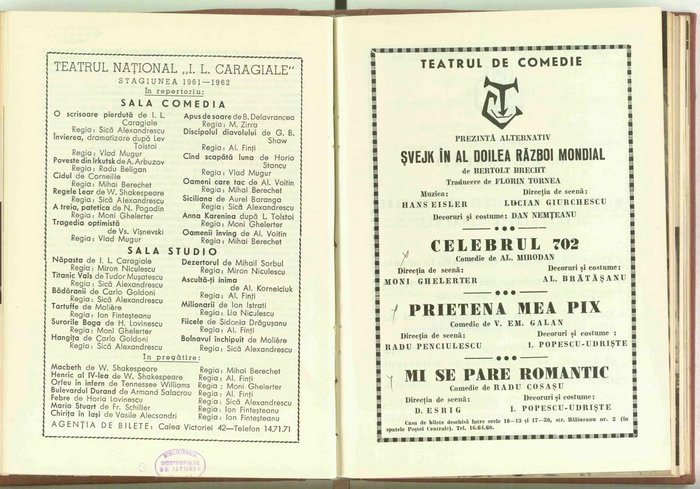 TEATRUL NAȚIONAL „I. L. CARAGIALE"
STAGIUNEA 1961—1962
În repertoriu:
SALA COMEDIA
O scrisoare pierdută de I. L.
Caragiale
Regia: Sică Alexandrescu
Învierea, dramatizare după Lev
Tolstoi
Regia: Vlad Mugur
Poveste din Irkutsk de A. Arbuzov
Regia: Radu Beligan
Cidul de Corneille
Regia: Mihai Berechet
Regele Lear de W. Shakespeare
Regia: Sică Alexandrescu
A treia, patetica de N. Pogodin
Regia: Moni Ghelerter
Tragedia optimistă
de Vs. Vișnevski
Regia: Vlad Mugur
Apus de soare de B. Delavrancea
Regia: M. Zirra
Discipolul diavolului de G. B.
Shaw
Regia: Al. Finți
Cind scapătă luna de Horia
Stancu
Regia: Vlad Mugur
Oameni care tac de Al. Voitin
Regia: Mihai Berechet
Siciliana de Aurel Baranga
Regia: Sică Alexandrescu
Anna Karenina după L. Tolstoi
Regia: Moni Ghelerter
Oamenii înving de Al. Voitin
Regia: Mihai Berechet
SALA STUDIO
Năpasta de I. L. Caragiale
Regia: Miron Niculescu
Titanic Vals de Tudor Mușatescu
Regia: Sică Alexandrescu
Bădăranii de Carlo Goldoni
Regia: Sică Alexandrescu
Tartuffe de Molière
Regia: Ion Finteșteanu
Surorile Boga de H. Lovinescu
Regia: Moni Ghelerter
Hangița de Carlo Goldoni
Regia: Sică Alexandrescu
Dezertorul de Mihail Sorbul
Regia: Miron Niculescu
Ascultă-ți inima
de Al. Korneiciuk
Regia: Al. Finți
Milionarii de Ion Istrati
Regia: Lia Niculescu
Fiicele de Sidonia Drăgușanu
Regia: Al. Finți
Bolnavul închipuit de Molière
Regia: Sică Alexandrescu
În pregătire:
Macbeth de W. Shakespeare Regia: Mihai Berechet
Henric al IV-lea de W. Shakespeare Regia: Al. Finți
Orfeu in infern de Tennessee Williams Regia: Moni Ghelerter
Bulevardul Durand de Armand Salacrou Regia: Al. Finți
Febre de Horia Lovinescu Regia: Sică Alexandrescu
Maria Stuart de Fr. Schiller Regia: Ion Finteșteanu
Chirița în Iași de Vasile Alecsandri Regia: Ion Finteșteanu
AGENȚIA DE BILETE: Calea Victoriei 42—Telefon 14.71.71
BIBLIOTECA
DE ISTORIE
TEATRUL DE COMEDIE
PREZINTĂ ALTERNATIV
ȘVEJK ÎN AL DOILEA RĂZBOI MONDIAL
de BERTOLT BRECHT
Traducere de FLORIN TORNEA
Muzica: Direcția de scenă:
HANS EISLER LUCIAN GIURCHESCU
Decoruri și costume: DAN NEMȚEANU
CELEBRUL 702
Comedie de AL. MIRODAN
Direcția de scenă: Decoruri și costume:
MONI GHELERTER AL. BRĂTĂȘANU
PRIETENA MEA PIX
Comedie de V. EM. GALAN
Direcția de scenă: Decoruri și costume :
RADU PENCIULESCU I. POPESCU-UDRIȘTE
MI SE PARE ROMANTIC
Comedie de RADU COSAȘU
Direcția de scenă: Decoruri și costume:
D. ESRIG I. POPESCU-UDRIȘTE
Casa de bilete deschisă între orele 10—13 și 17—20, str. Bălăceanu nr. 2 (în
spatele Poștei Centrale). Tel. 16.64.60.